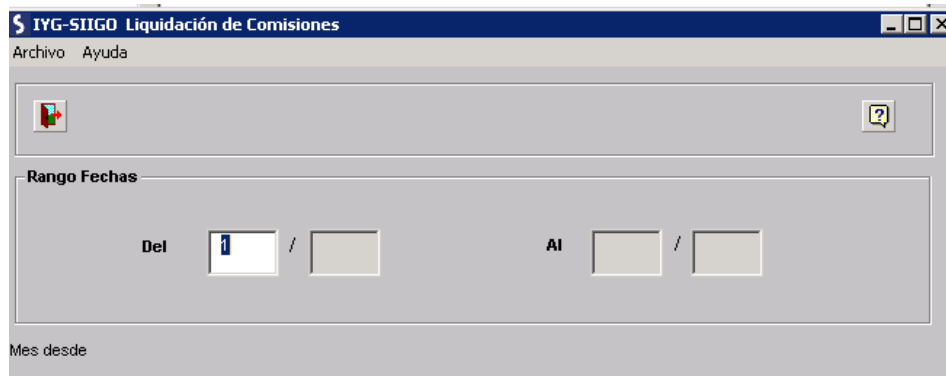 IYG-SIIGO Liquidación de Comisiones
Archivo Ayuda
?
Rango Fechas
Del 1 / Al /
Mes desde